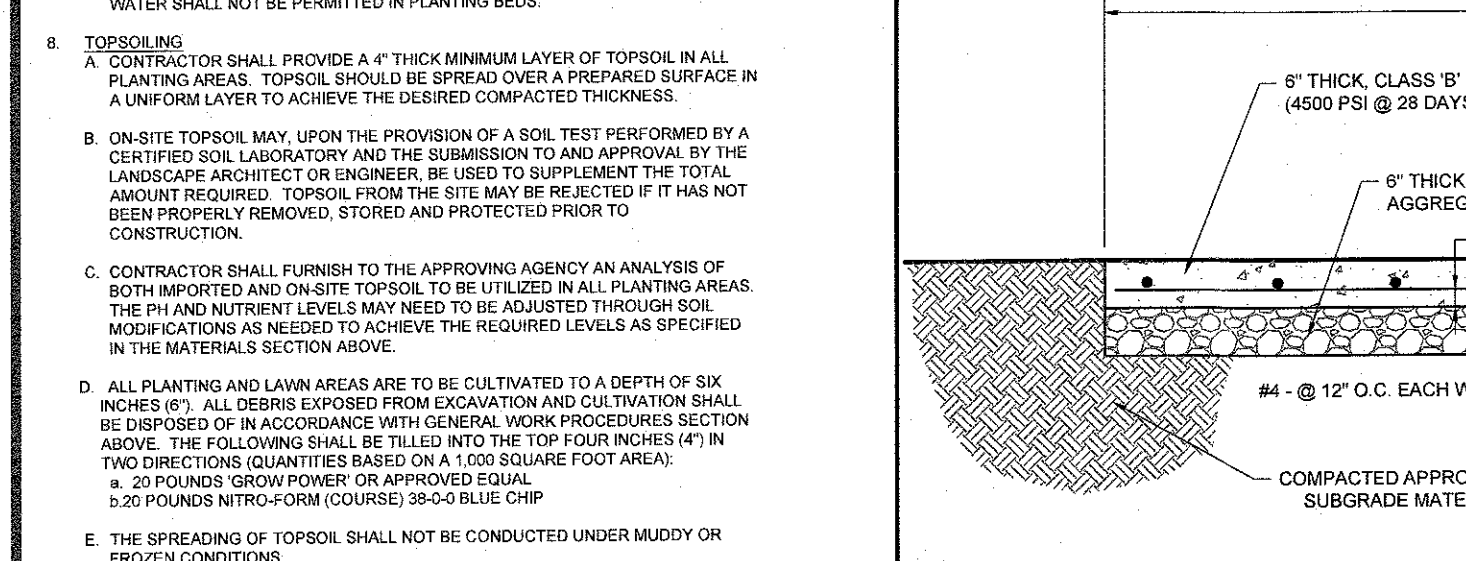 WATER SHALL NOT BE PERMITTED IN PLANTING BEDS.
8. TOPSOILING
A. CONTRACTOR SHALL PROVIDE A 4" THICK MINIMUM LAYER OF TOPSOIL IN ALL
PLANTING AREAS. TOPSOIL SHOULD BE SPREAD OVER A PREPARED SURFACE IN
A UNIFORM LAYER TO ACHIEVE THE DESIRED COMPACTED THICKNESS.
B. ON-SITE TOPSOIL MAY, UPON THE PROVISION OF A SOIL TEST PERFORMED BY A
CERTIFIED SOIL LABORATORY AND THE SUBMISSION TO AND APPROVAL BY THE
LANDSCAPE ARCHITECT OR ENGINEER, BE USED TO SUPPLEMENT THE TOTAL
AMOUNT REQUIRED. TOPSOIL FROM THE SITE MAY BE REJECTED IF IT HAS NOT
BEEN PROPERLY REMOVED, STORED AND PROTECTED PRIOR TO
CONSTRUCTION.
C. CONTRACTOR SHALL FURNISH TO THE APPROVING AGENCY AN ANALYSIS OF
BOTH IMPORTED AND ON-SITE TOPSOIL TO BE UTILIZED IN ALL PLANTING AREAS.
THE PH AND NUTRIENT LEVELS MAY NEED TO BE ADJUSTED THROUGH SOIL
MODIFICATIONS AS NEEDED TO ACHIEVE THE REQUIRED LEVELS AS SPECIFIED
IN THE MATERIALS SECTION ABOVE.
D. ALL PLANTING AND LAWN AREAS ARE TO BE CULTIVATED TO A DEPTH OF SIX
INCHES (6"). ALL DEBRIS EXPOSED FROM EXCAVATION AND CULTIVATION SHALL
BE DISPOSED OF IN ACCORDANCE WITH GENERAL WORK PROCEDURES SECTION
ABOVE. THE FOLLOWING SHALL BE TILLED INTO THE TOP FOUR INCHES (4") IN
TWO DIRECTIONS (QUANTITIES BASED ON A 1,000 SQUARE FOOT AREA):
a. 20 POUNDS 'GROW POWER' OR APPROVED EQUAL
b.20 POUNDS NITRO-FORM (COURSE) 38-0-0 BLUE CHIP
E. THE SPREADING OF TOPSOIL SHALL NOT BE CONDUCTED UNDER MUDDY OR
FROZEN CONDITIONS
6" THICK, CLASS 'B'
(4500 PSI @ 28 DAYS
6" THICK
AGGREG
#4 - @ 12" O.C. EACH W
COMPACTED APPRO
SUBGRADE MATE